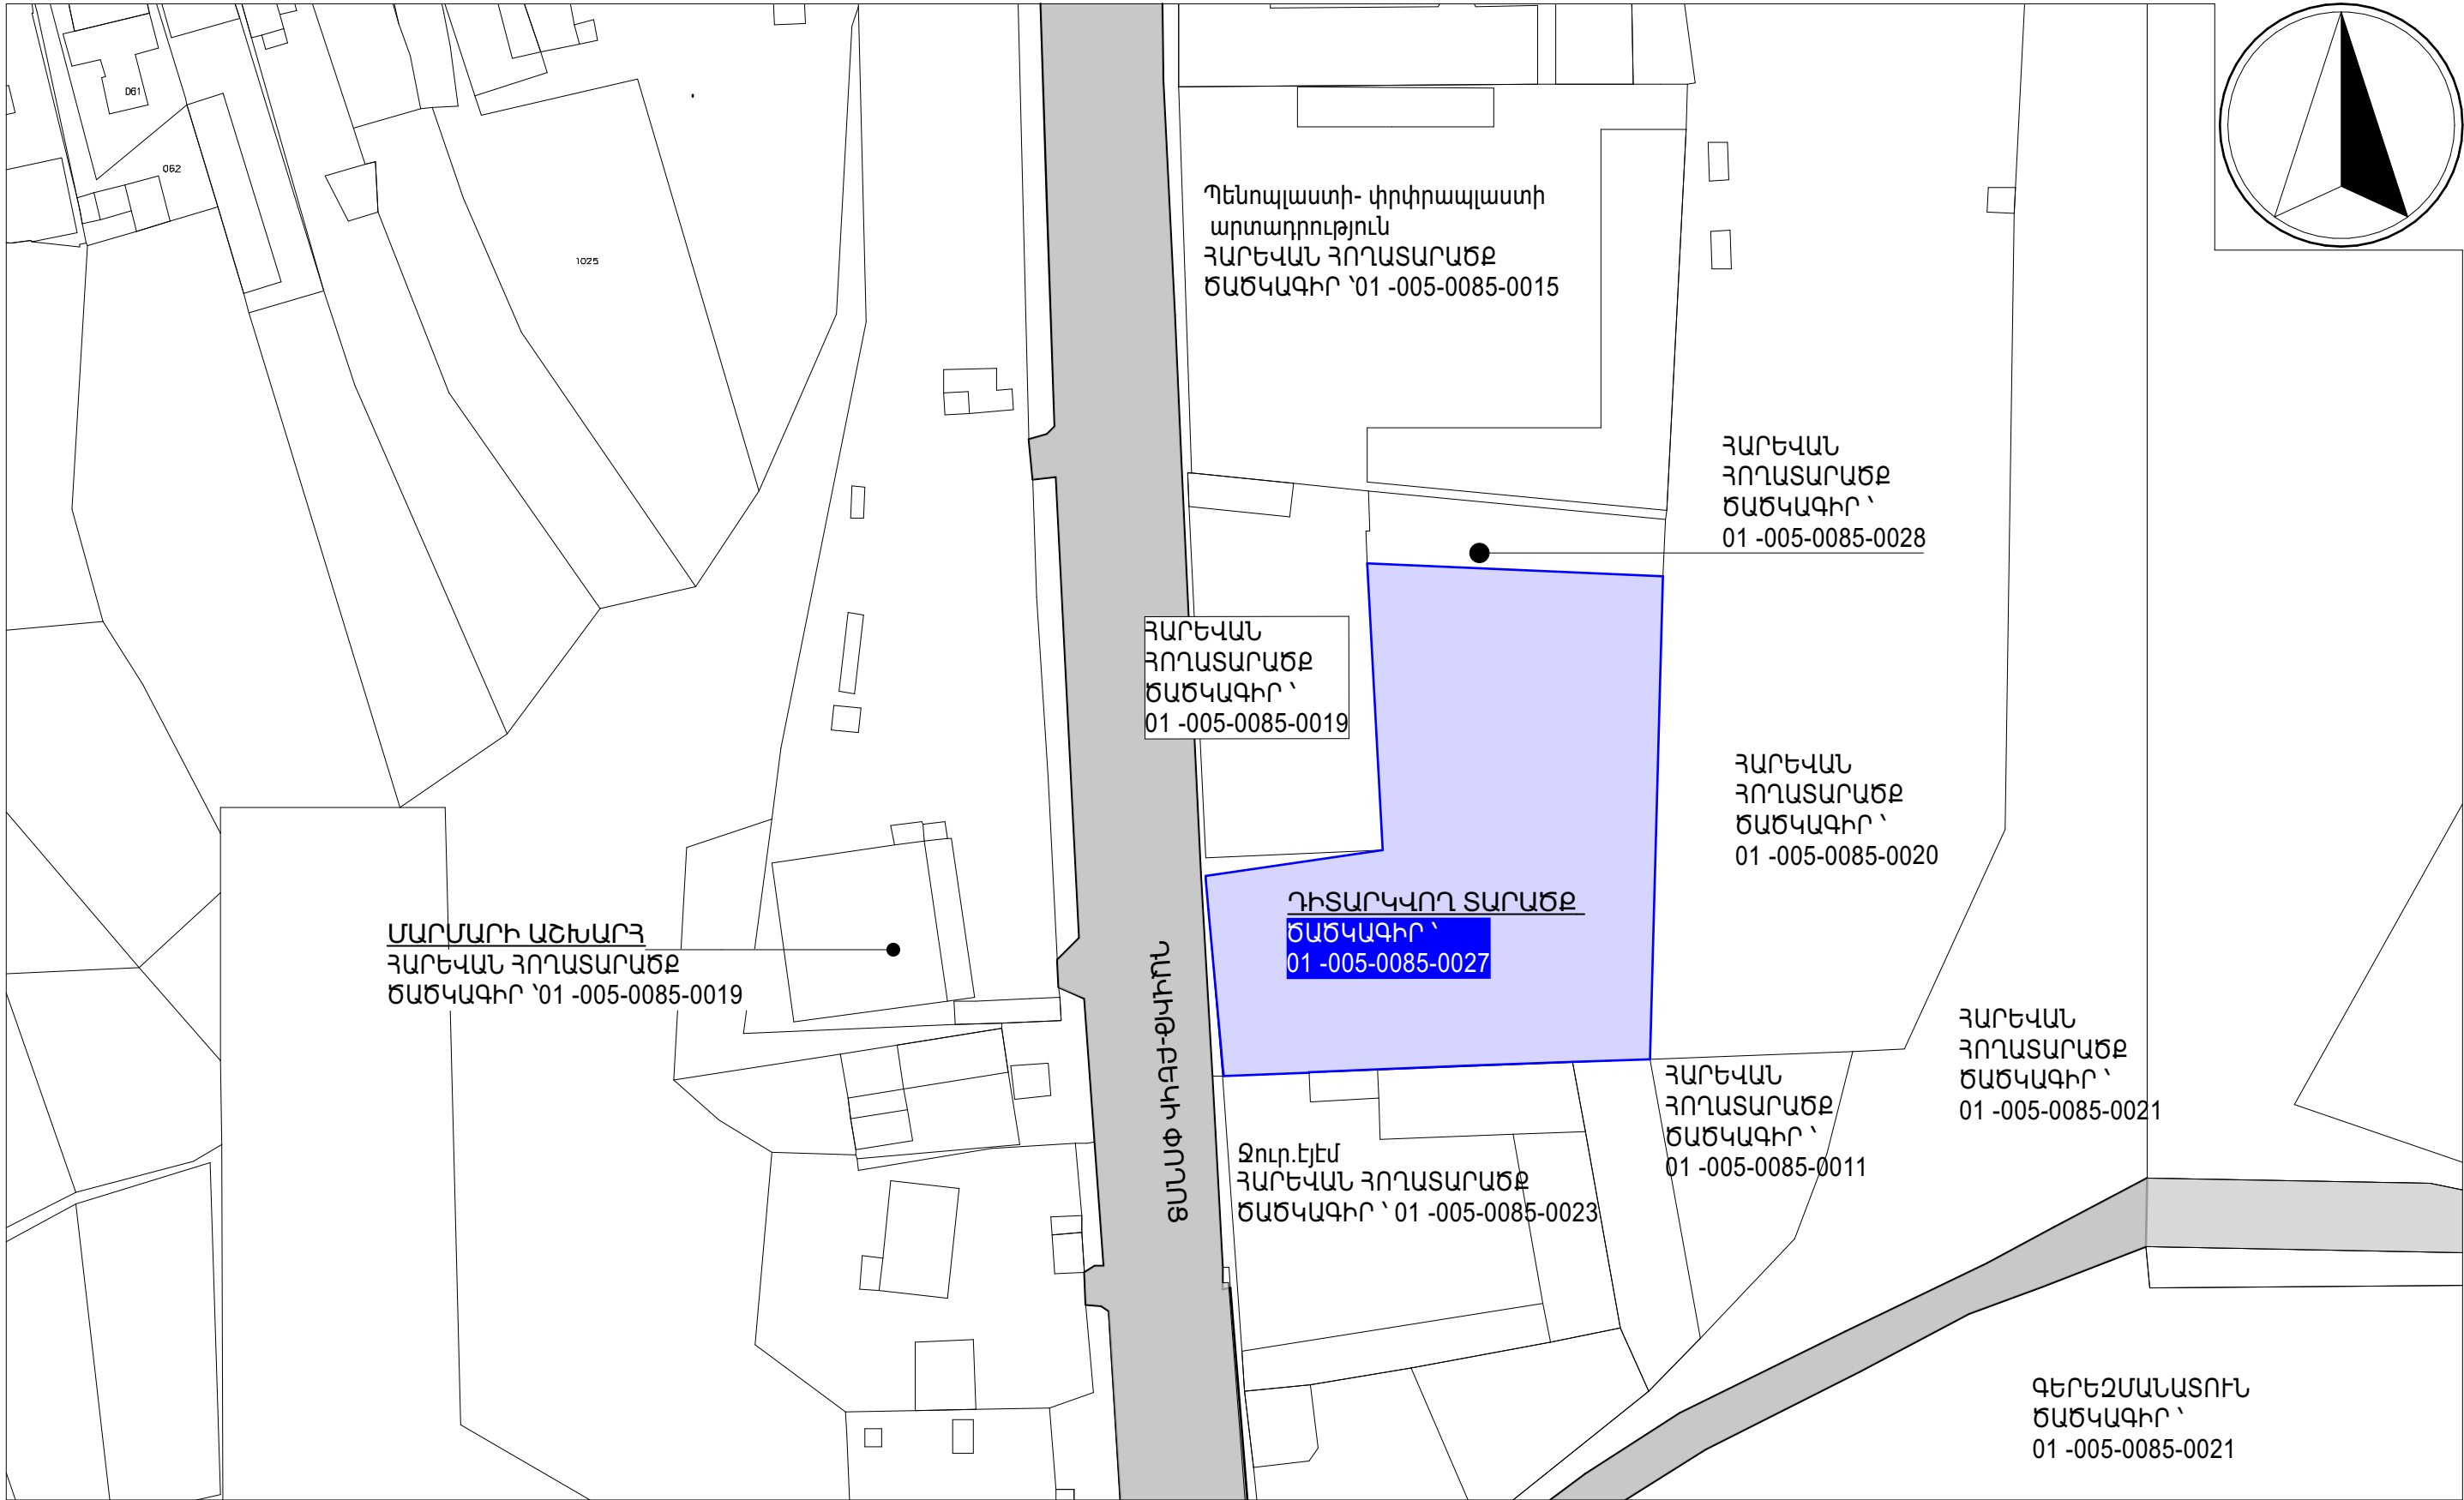 061
062
1025
Պենոպլաստի- փրփրապլաստի
արտադրություն
ՀԱՐԵՎԱՆ ՀՈՂԱՏԱՐԱԾՔ
ԾԱԾԿԱԳԻՐ ՝01 -005-0085-0015
ՀԱՐԵՎԱՆ
ՀՈՂԱՏԱՐԱԾՔ
ԾԱԾԿԱԳԻՐ ՝
01 -005-0085-0028
ՀԱՐԵՎԱՆ
ՀՈՂԱՏԱՐԱԾՔ
ԾԱԾԿԱԳԻՐ ՝
01 -005-0085-0019
ՀԱՐԵՎԱՆ
ՀՈՂԱՏԱՐԱԾՔ
ԾԱԾԿԱԳԻՐ ՝
01 -005-0085-0020
ԴԻՏԱՐԿՎՈՂ ՏԱՐԱԾՔ
ԾԱԾԿԱԳԻՐ ՝
01 -005-0085-0027
ՄԱՐՄԱՐԻ ԱՇԽԱՐՀ
ՀԱՐԵՎԱՆ ՀՈՂԱՏԱՐԱԾՔ
ԾԱԾԿԱԳԻՐ ՝01 -005-0085-0019
ԴԱՎԻԹ-ԲԵԿԻ ՓՈՂՈՑ
ՀԱՐԵՎԱՆ
ՀՈՂԱՏԱՐԱԾՔ
ԾԱԾԿԱԳԻՐ ՝
01 -005-0085-0021
ՀԱՐԵՎԱՆ
ՀՈՂԱՏԱՐԱԾՔ
ԾԱԾԿԱԳԻՐ ՝
01 -005-0085-0011
Ջուր.էյէմ
ՀԱՐԵՎԱՆ ՀՈՂԱՏԱՐԱԾՔ
ԾԱԾԿԱԳԻՐ ՝ 01 -005-0085-0023
ԳԵՐԵԶՄԱՆԱՏՈՒՆ
ԾԱԾԿԱԳԻՐ ՝
01 -005-0085-0021